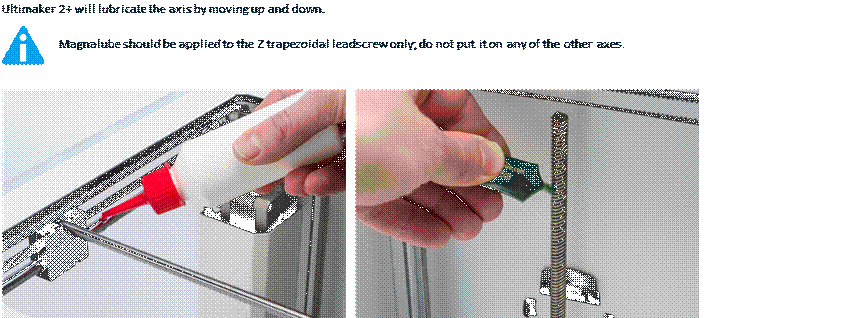 Ultimaker 2+ will lubricate the axis by moving up and down.
Magnalube should be applied to the Z trapezoidal leadscrew only; do not put it on any of the other axes.